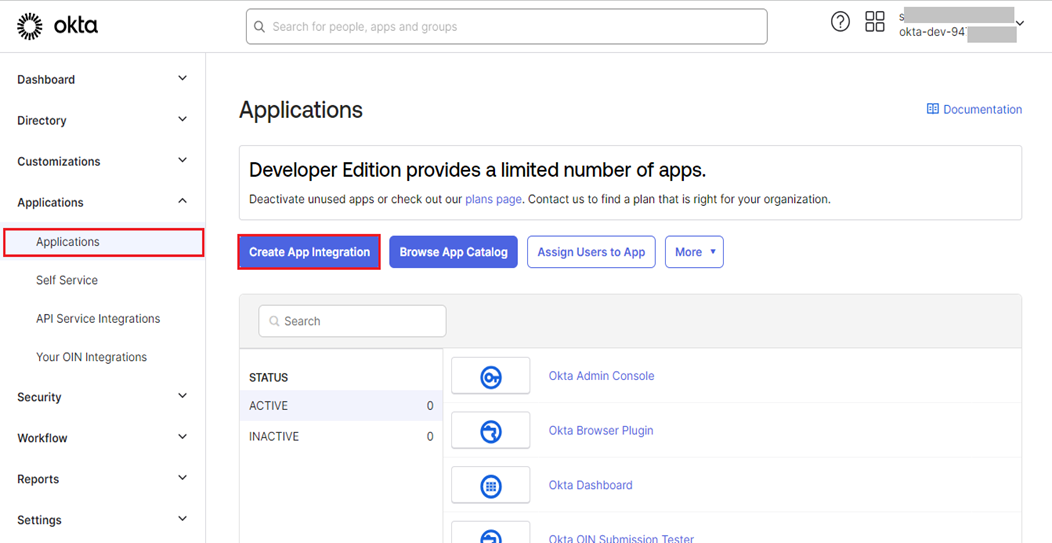 okta
Search for people, apps and groups
okta-dev-94
Dashboard
Directory
Customizations
Applications
Applications
Self Service
API Service Integrations
Your OIN Integrations
Security
Workflow
Reports
Settings
Applications
Documentation
Developer Edition provides a limited number of apps.
Deactivate unused apps or check out our plans page. Contact us to find a plan that is right for your organization.
Create App Integration
Browse App Catalog
Assign Users to App
More
Search
STATUS
ACTIVE 0
INACTIVE 0
Okta Admin Console
Okta Browser Plugin
Okta Dashboard
Okta OIN Submission Tester